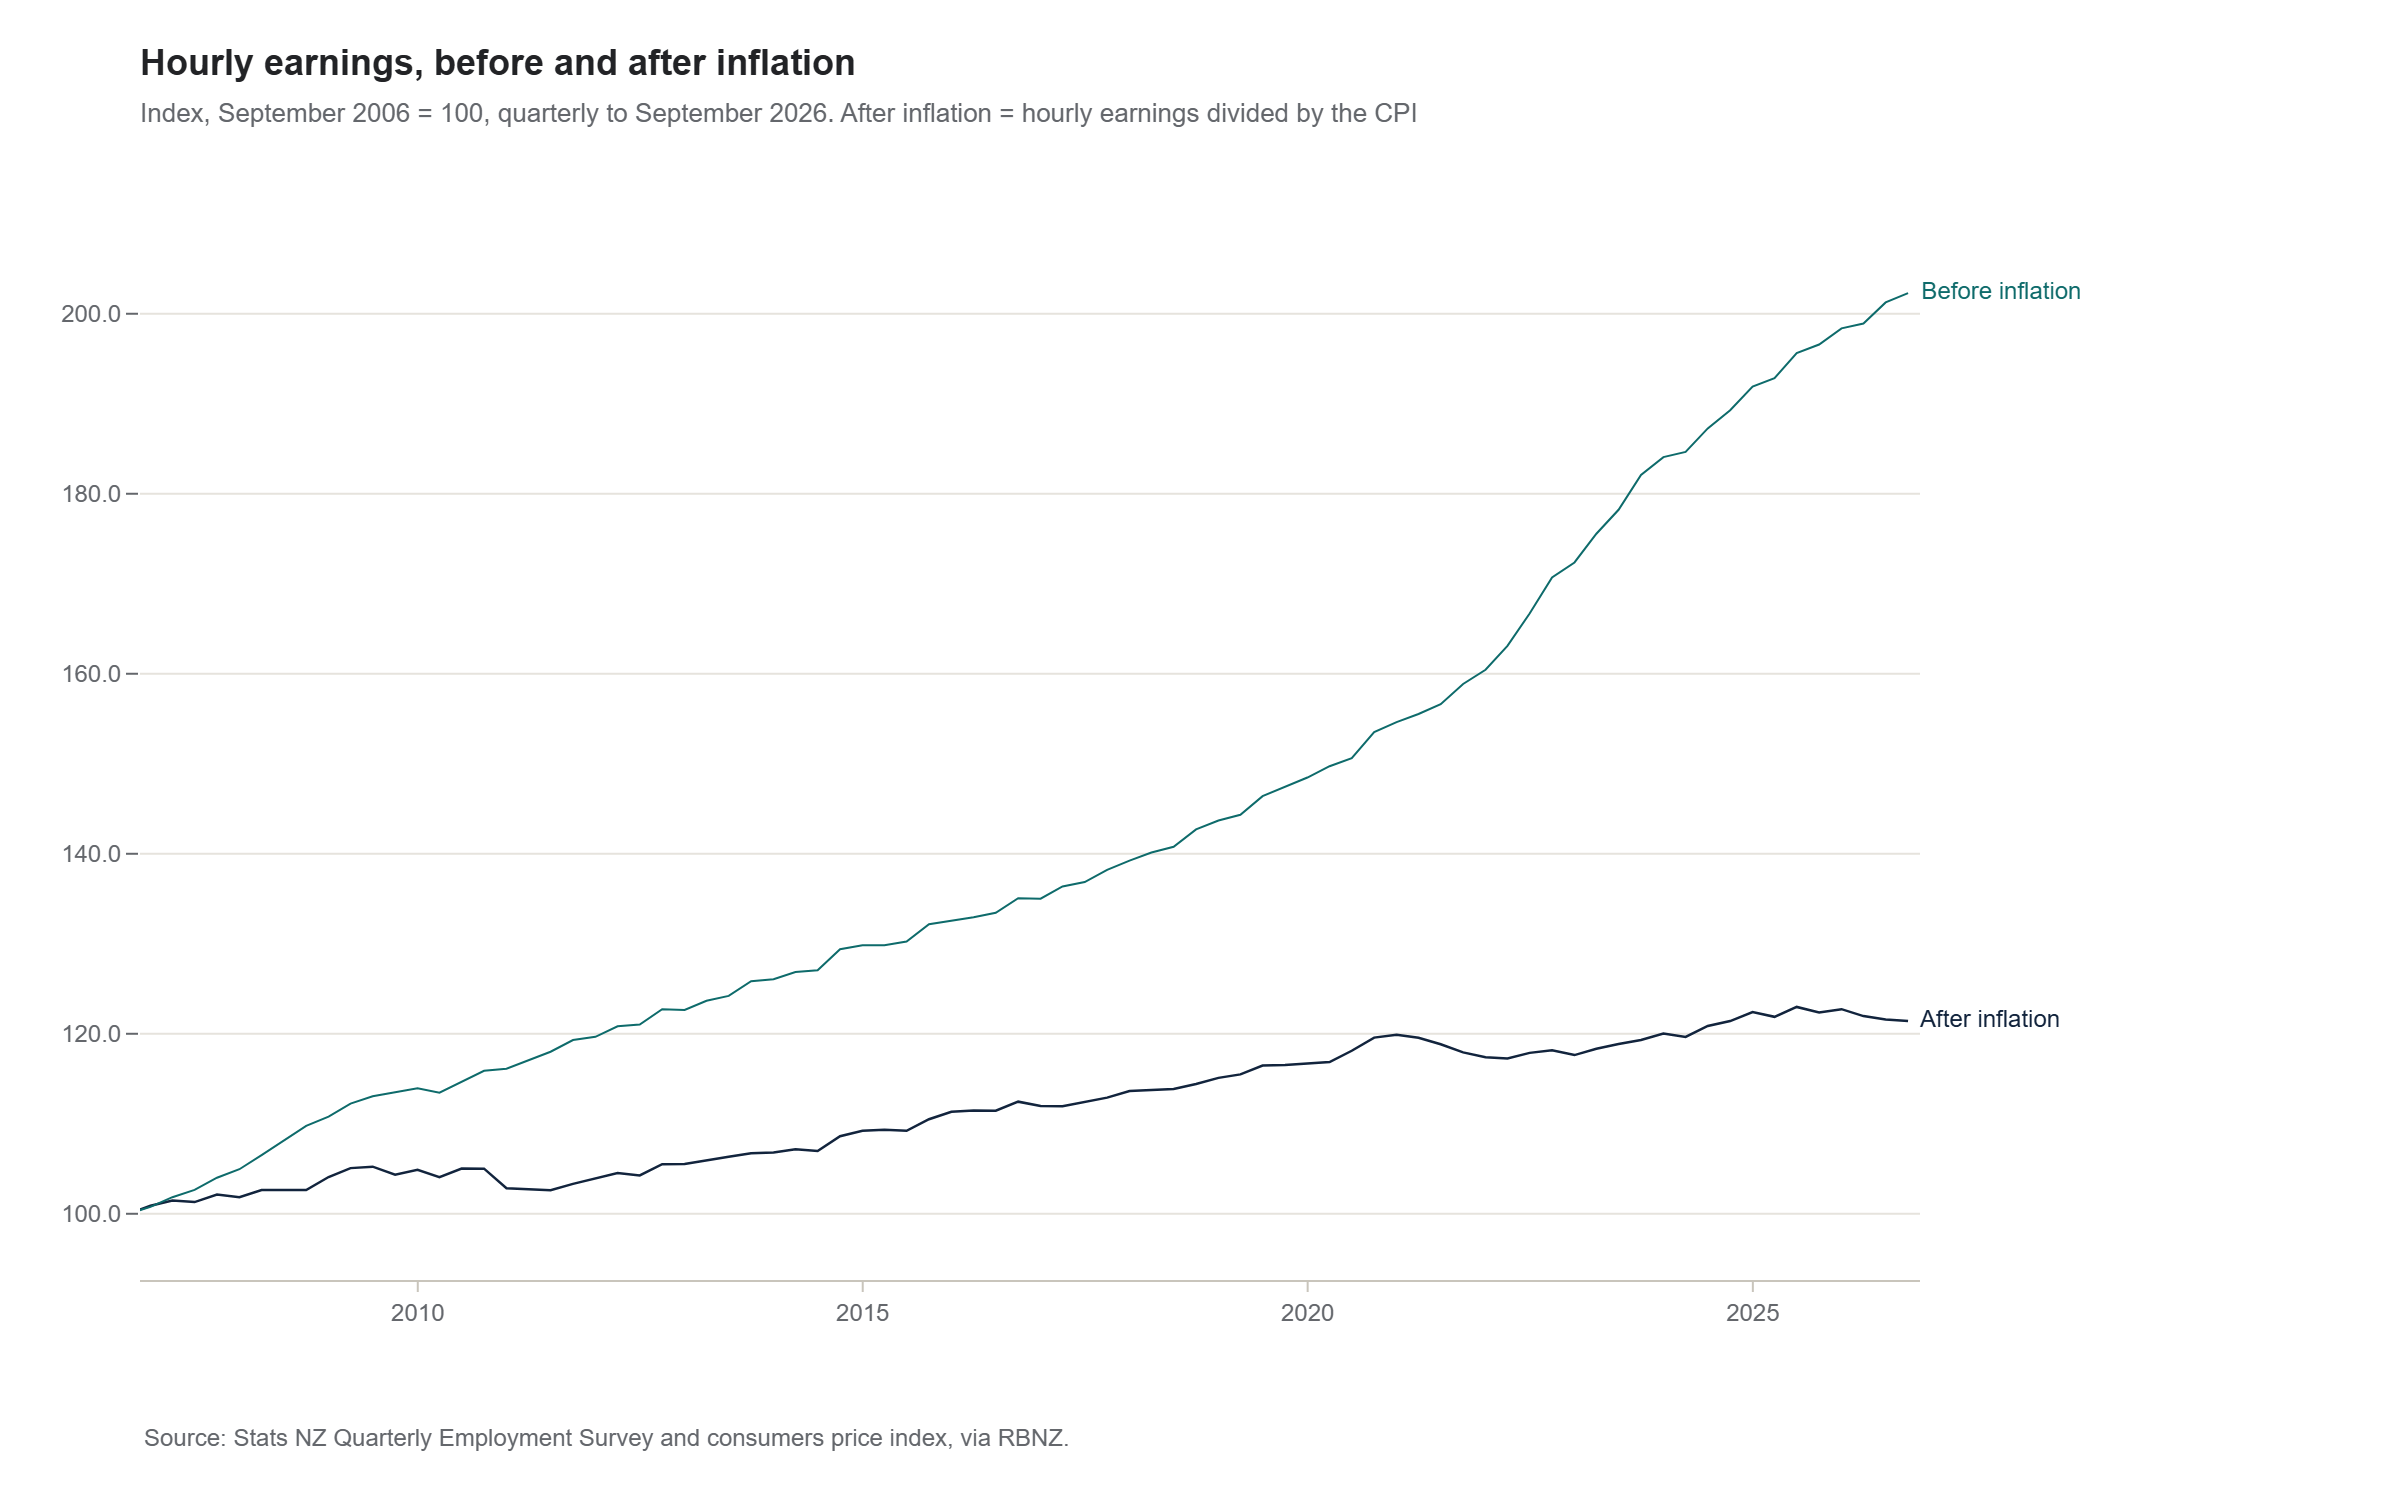 Hourly earnings, before and after inflation
Index, September 2006 = 100, quarterly to September 2026. After inflation = hourly earnings divided by the CPI
Before inflation
200.0
180.0
160.0
140.0
120.0
After inflation
100.0
2010
2015
2020
2025
Source: Stats NZ Quarterly Employment Survey and consumers price index, via RBNZ.